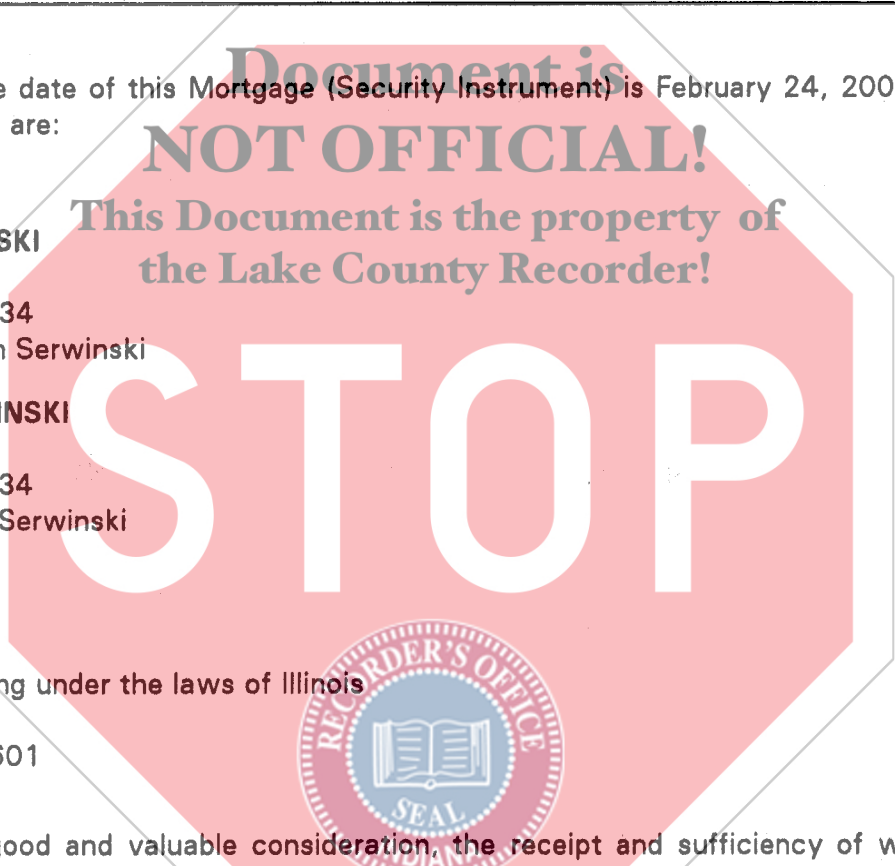 e date of this Mortgage (Security Instrument) is February 24, 200
are:
Document is
NOT OFFICIAL!
This Document is the property of
the Lake County Recorder!
SKI
34
n Serwinski
STOP
INSKI
34
Serwinski
ng under the laws of Illinois
RECORDER'S OFFICE
SEAL
INDIANA
601
good and valuable consideration, the receipt and sufficiency of w